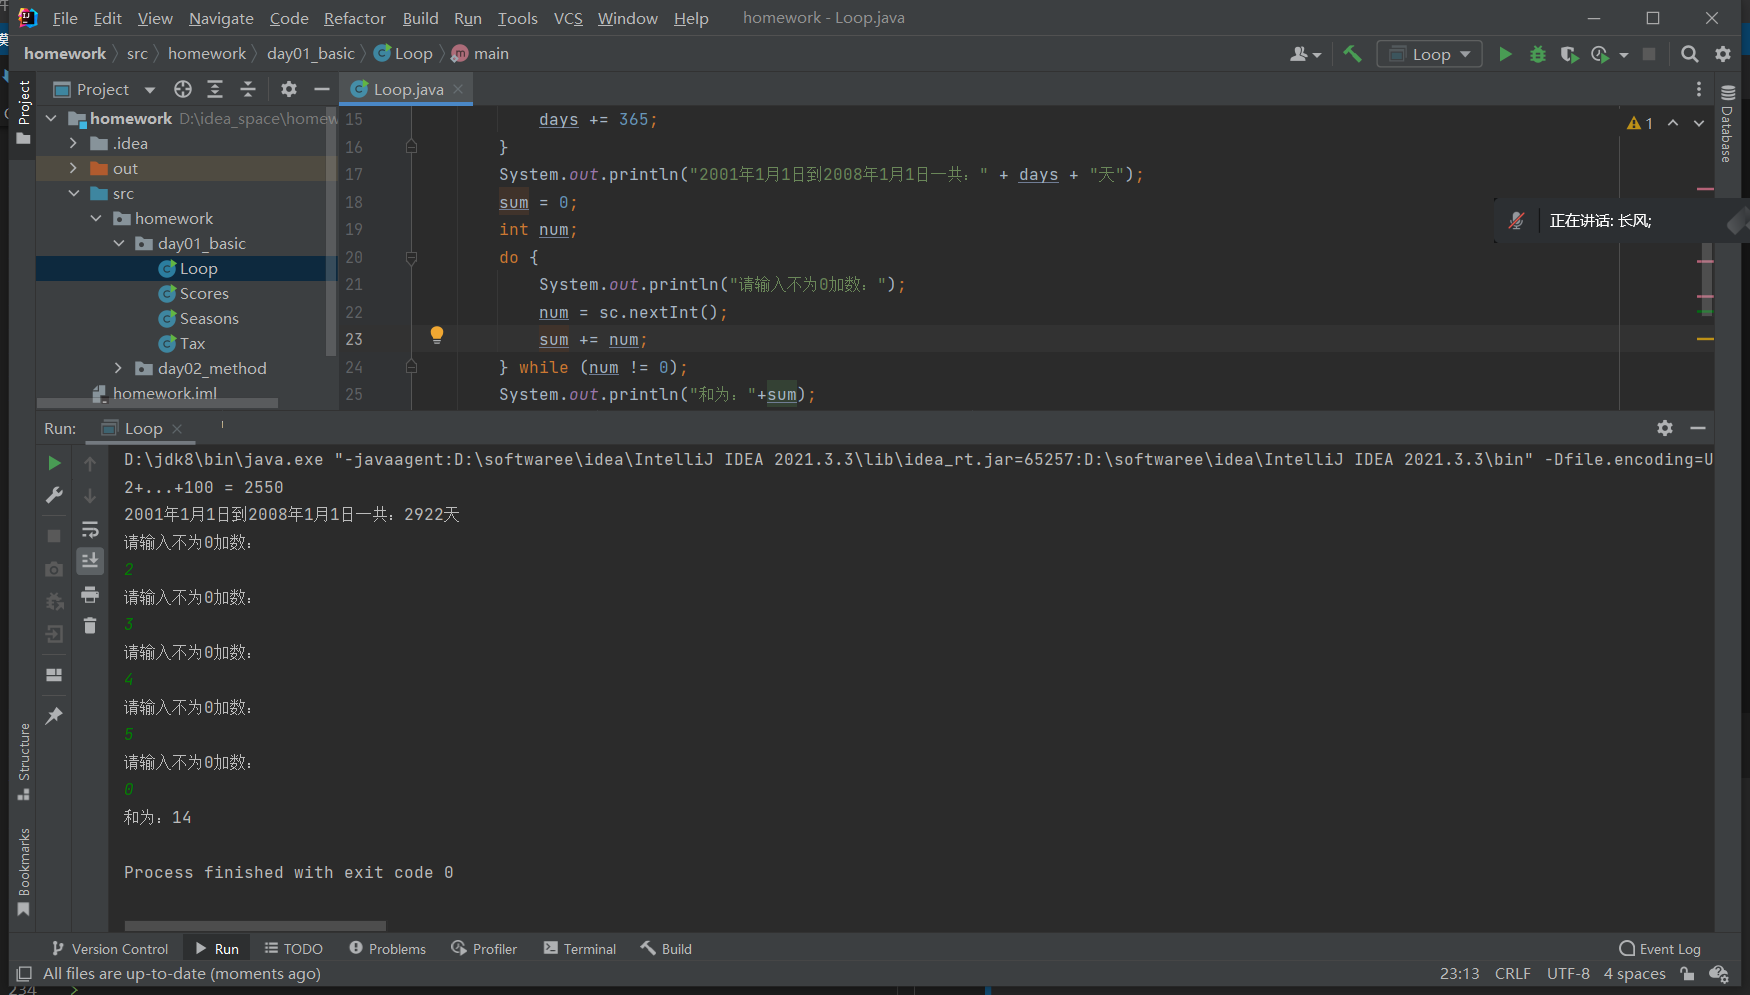 File Edit View Navigate Code Refactor Build Run Tools VCS Window Help homework - Loop.java
homework src homework day01_basic Loop main
Loop
Project
Project
Loop.java
homework D:\idea_space\homew
.idea
out
src
homework
day01_basic
Loop
Scores
Seasons
Tax
day02_method
homework.iml
15 days += 365;
16 }
17 System.out.println("2001年1月1日到2008年1月1日一共：" + days + "天");
18 sum = 0;
19 int num;
20 do {
21 System.out.println("请输入不为0加数：");
22 num = sc.nextInt();
23 sum += num;
24 } while (num != 0);
25 System.out.println("和为："+sum);
1
Database
正在讲话: 长风;
Run: Loop
D:\jdk8\bin\java.exe "-javaagent:D:\softwaree\idea\IntelliJ IDEA 2021.3.3\lib\idea_rt.jar=65257:D:\softwaree\idea\IntelliJ IDEA 2021.3.3\bin" -Dfile.encoding=U
2+...+100 = 2550
2001年1月1日到2008年1月1日一共：2922天
请输入不为0加数：
2
请输入不为0加数：
3
请输入不为0加数：
4
请输入不为0加数：
5
请输入不为0加数：
0
和为：14
Process finished with exit code 0
Structure
Bookmarks
Version Control Run TODO Problems Profiler Terminal Build Event Log
All files are up-to-date (moments ago) 23:13 CRLF UTF-8 4 spaces